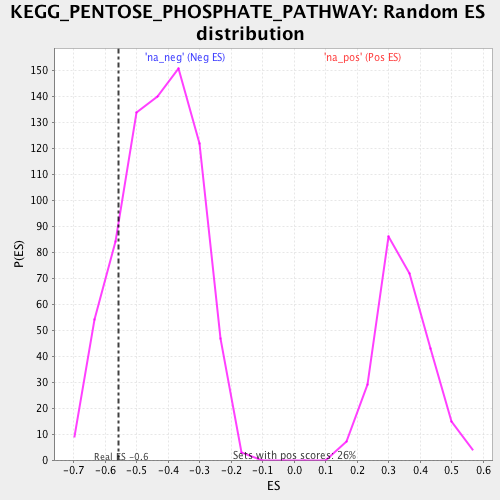 KEGG_PENTOSE_PHOSPHATE_PATHWAY: Random ES
distribution
'na_neg' (Neg ES)
'na_pos' (Pos ES)
150
140
130
120
110
100
90
80
70
60
50
40
30
20
10
0
P(ES)
Real ES -0.6
Sets with pos scores: 26%
-0.7 -0.6 -0.5 -0.4 -0.3 -0.2 -0.1 0.0 0.1 0.2 0.3 0.4 0.5 0.6
ES